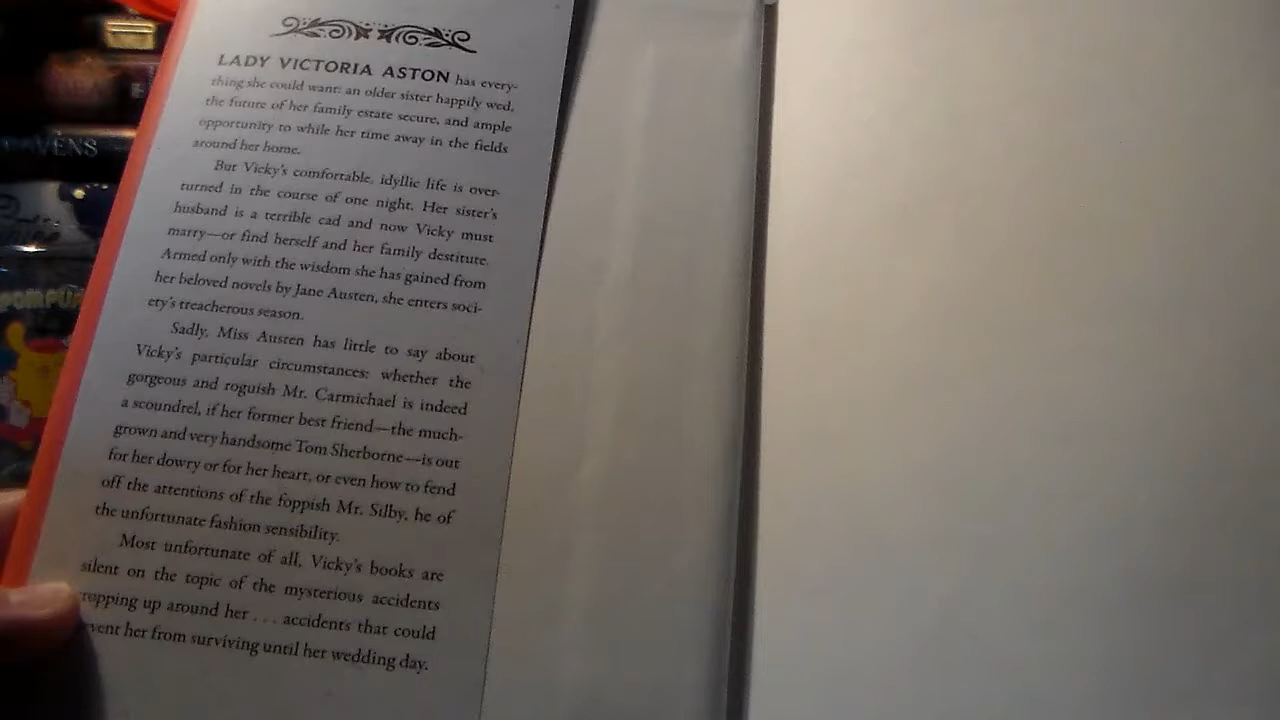 LADY VICTORIA ASTON has every-
thing she could want: an older sister happily wed,
the future of her family estate secure, and ample
opportunity to while her time away in the fields
around her home.
But Vicky's comfortable, idyllic life is over-
turned in the course of one night. Her sister's
husband is a terrible cad and now Vicky must
marry—or find herself and her family destitute.
Armed only with the wisdom she has gained from
her beloved novels by Jane Austen, she enters soci-
ety's treacherous season.
Sadly, Miss Austen has little to say about
Vicky's particular circumstances: whether the
gorgeous and roguish Mr. Carmichael is indeed
a scoundrel, if her former best friend—the much-
grown and very handsome Tom Sherborne—is out
for her dowry or for her heart, or even how to fend
off the attentions of the foppish Mr. Silby, he of
the unfortunate fashion sensibility.
Most unfortunate of all, Vicky's books are
silent on the topic of the mysterious accidents
ropping up around her . . . accidents that could
vent her from surviving until her wedding day.
VENS